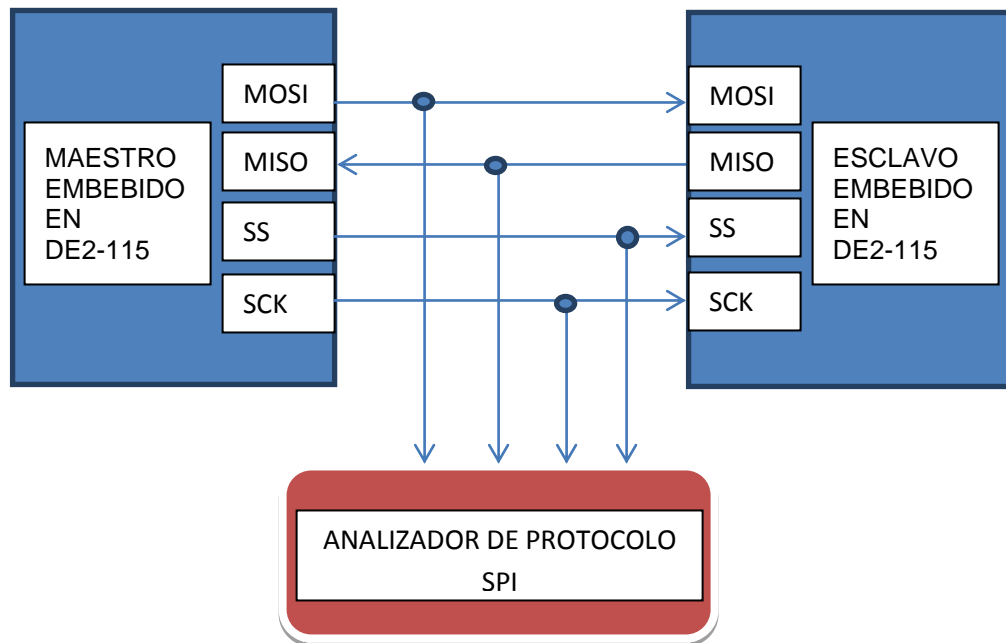 MAESTRO
EMBEBIDO
EN
DE2-115
MOSI
MISO
SS
SCK
MOSI
MISO
SS
SCK
ESCLAVO
EMBEBIDO
EN
DE2-115
ANALIZADOR DE PROTOCOLO
SPI